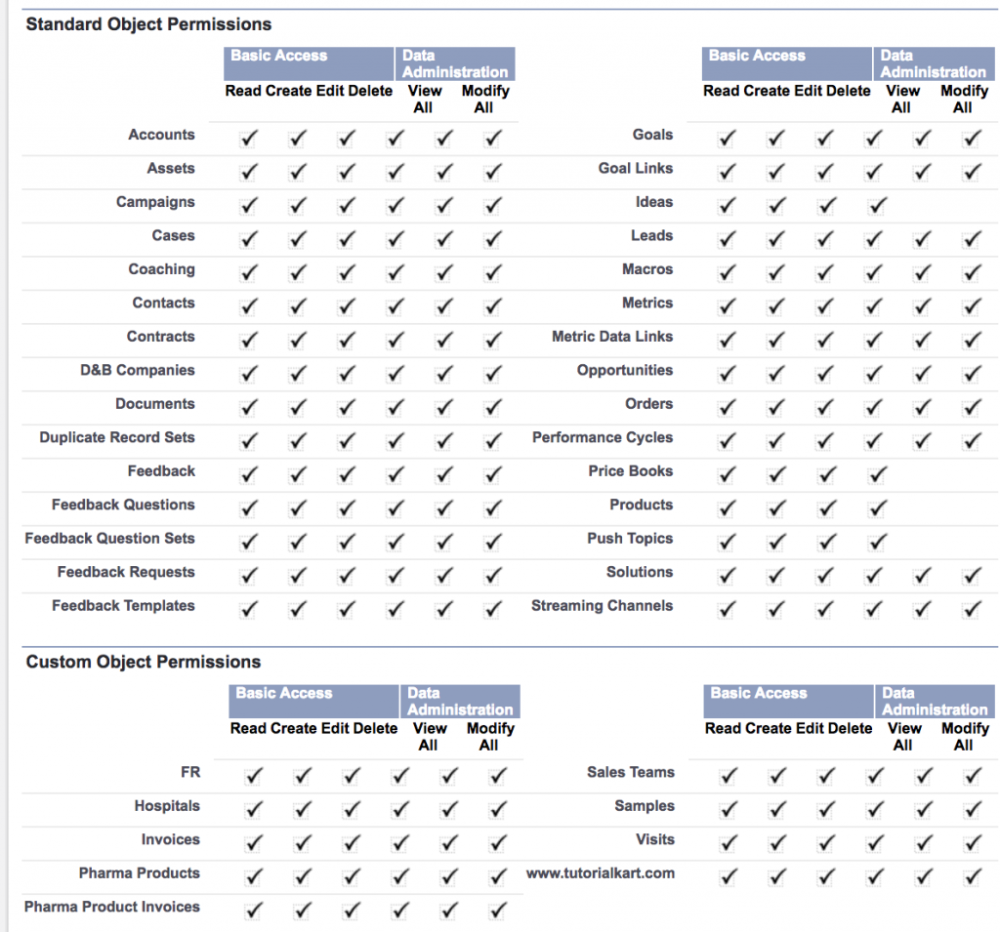 Standard Object Permissions
Basic Access Data Administration Basic Access Data Administration
Read Create Edit Delete View All Modify All Read Create Edit Delete View All Modify All
Accounts Goals
Assets Goal Links
Campaigns Ideas
Cases Leads
Coaching Macros
Contacts Metrics
Contracts Metric Data Links
D&B Companies Opportunities
Documents Orders
Duplicate Record Sets Performance Cycles
Feedback Price Books
Feedback Questions Products
Feedback Question Sets Push Topics
Feedback Requests Solutions
Feedback Templates Streaming Channels
Custom Object Permissions
Basic Access Data Administration Basic Access Data Administration
Read Create Edit Delete View All Modify All Read Create Edit Delete View All Modify All
FR Sales Teams
Hospitals Samples
Invoices Visits
Pharma Products www.tutorialkart.com
Pharma Product Invoices